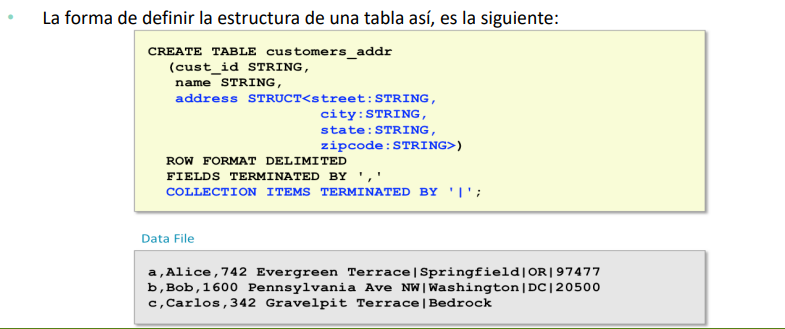 • La forma de definir la estructura de una tabla así, es la siguiente:
CREATE TABLE customers_addr
(cust_id STRING,
name STRING,
address STRUCT<street:STRING,
city:STRING,
state:STRING,
zipcode:STRING>)
ROW FORMAT DELIMITED
FIELDS TERMINATED BY ','
COLLECTION ITEMS TERMINATED BY '|';
Data File
a,Alice,742 Evergreen Terrace|Springfield|OR|97477
b,Bob,1600 Pennsylvania Ave NW|Washington|DC|20500
c,Carlos,342 Gravelpit Terrace|Bedrock